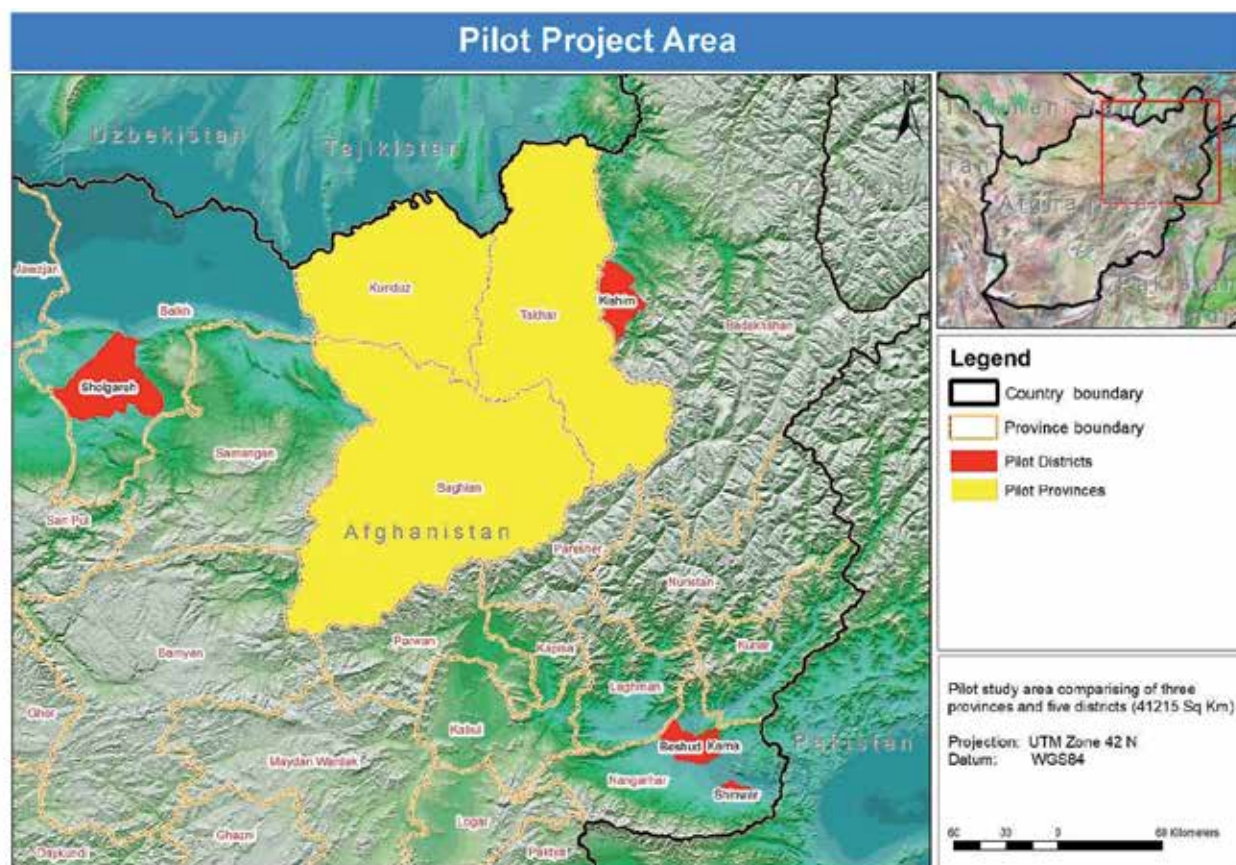 Pilot Project Area
Uzbekistan
Tajikistan
N
Jawzjan
Balkh
Kunduz
Takhar
Kishim
Badakhshan
Sholgareh
Samangan
Baghlan
Sari Pul
Afghanistan
Panjsher
Nuristan
Bamyan
Parwan
Kapisa
Kunar
Laghman
Ghor
Kabul
Beshud Kama
Pakistan
Maydan Wardak
Nangarhar
Shinwar
Ghazni
Logar
Daykundi
Paktya
Legend
Country boundary
Province boundary
Pilot Districts
Pilot Provinces
Pilot study area comparising of three
provinces and five districts (41215 Sq Km)
Projection: UTM Zone 42 N
Datum: WGS84
60 30 0 60 Kilometers